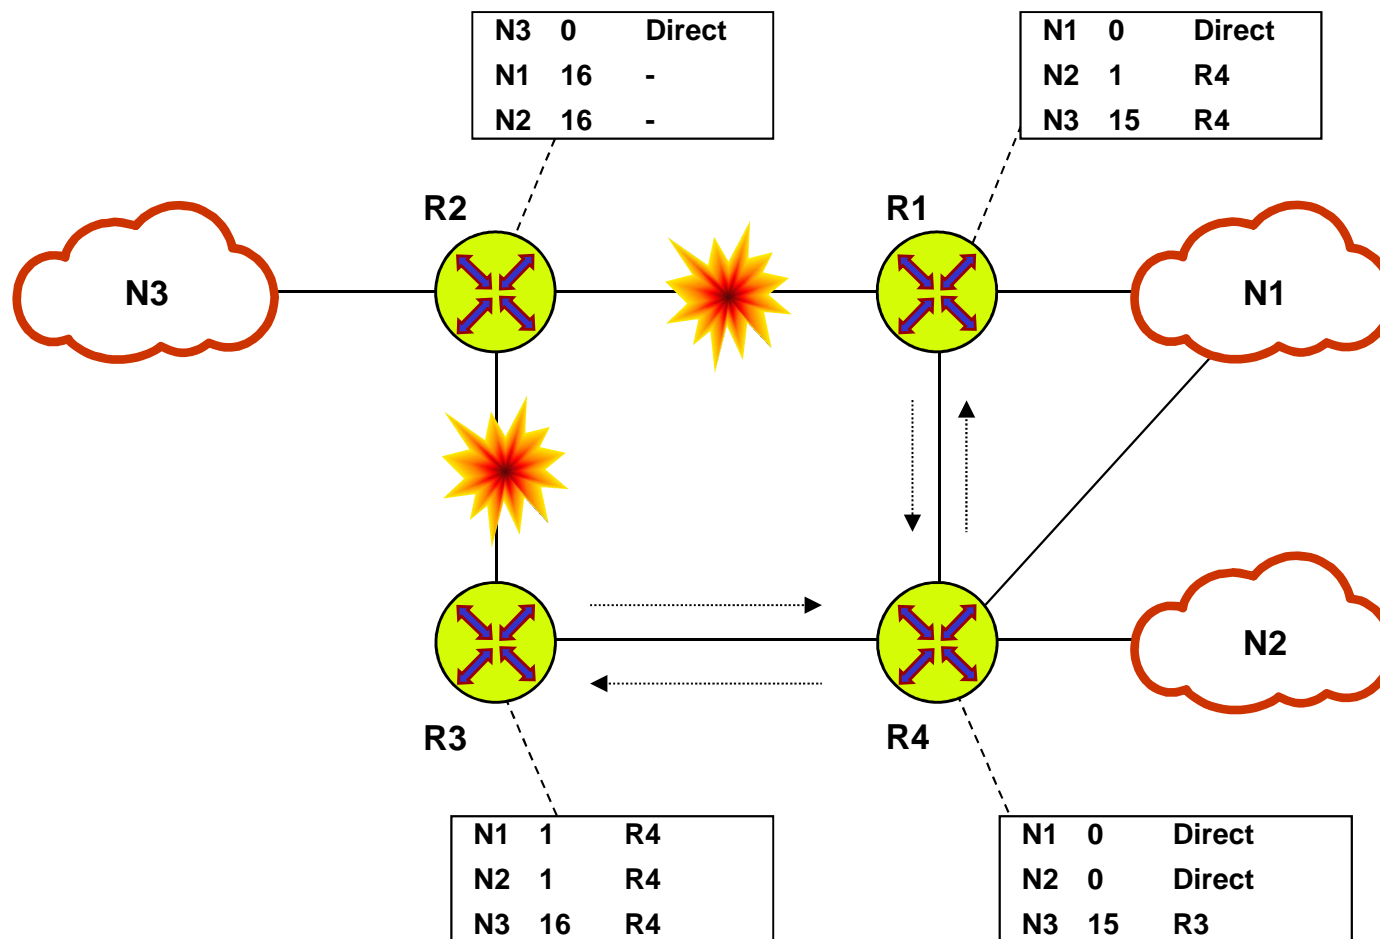 N3 0 Direct
N1 16 -
N2 16 -
N1 0 Direct
N2 1 R4
N3 15 R4
R2
R1
N3
N1
N2
R3
R4
N1 1 R4
N2 1 R4
N3 16 R4
N1 0 Direct
N2 0 Direct
N3 15 R3